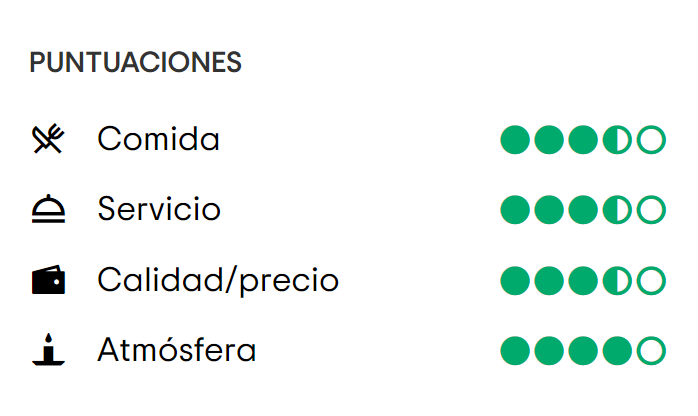 PUNTUACIONES
Comida
Servicio
Calidad/precio
Atmósfera